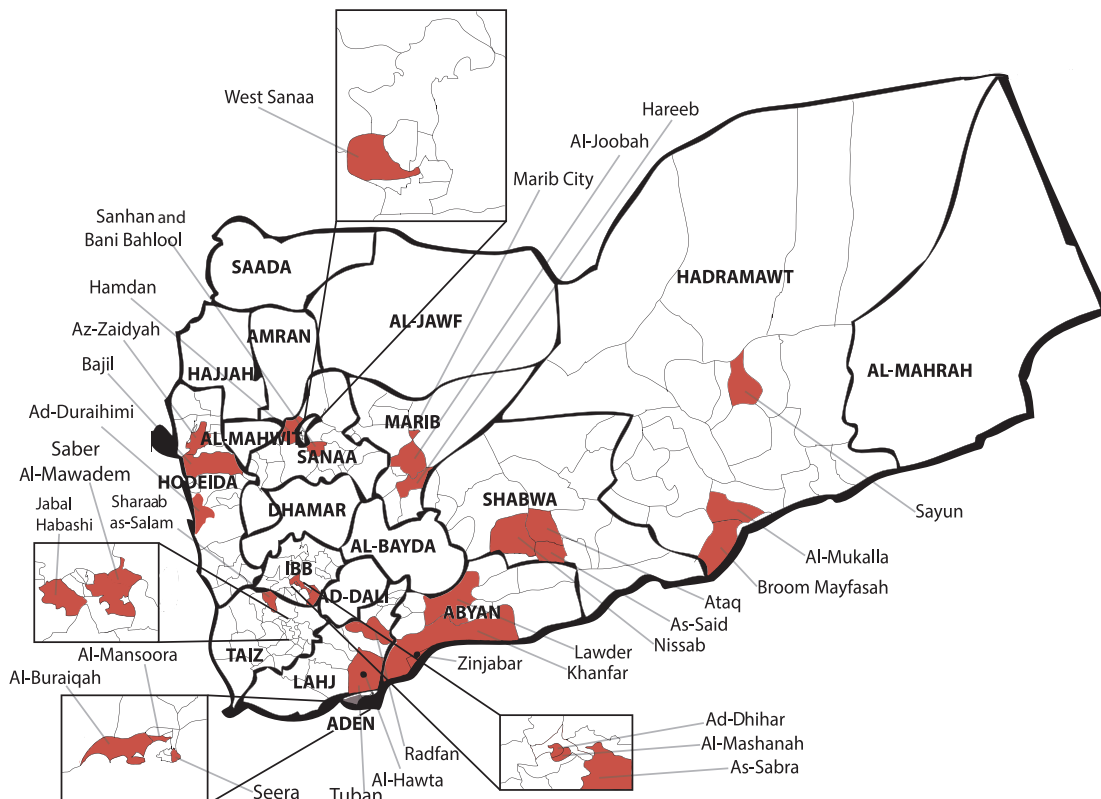 West Sanaa
Hareeb
Al-Joobah
Marib City
Sanhan and
Bani Bahlool
Hamdan
Az-Zaidyah
Bajil
Ad-Duraihimi
Saber
Al-Mawadem
Jabal
Habashi
Sharaab
as-Salam
SAADA
AL-JAWF
AMRAN
HAJJAH
HADRAMAWT
AL-MAHRAH
MARIB
AL-MAHWIT
SANAA
HODEIDA
DHAMAR
SHABWA
AL-BAYDA
IBB
AD-DALI
ABYAN
TAIZ
LAHJ
ADEN
Sayun
Al-Mukalla
Broom Mayfasah
Ataq
As-Said
Nissab
Lawder
Khanfar
Zinjabar
Al-Mansoora
Al-Buraiqah
Seera
Radfan
Al-Hawta
Tuban
Ad-Dhihar
Al-Mashanah
As-Sabra